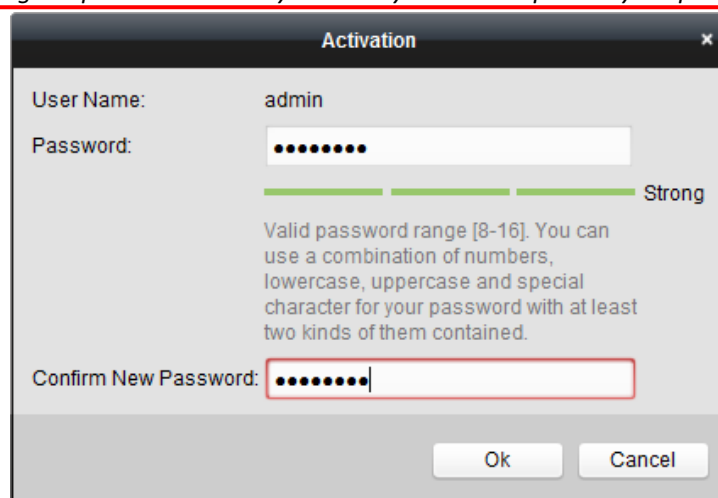 Activation ×
User Name: admin
Password: ●●●●●●●●
Strong
Valid password range [8-16]. You can
use a combination of numbers,
lowercase, uppercase and special
character for your password with at least
two kinds of them contained.
Confirm New Password: ●●●●●●●●
Ok Cancel